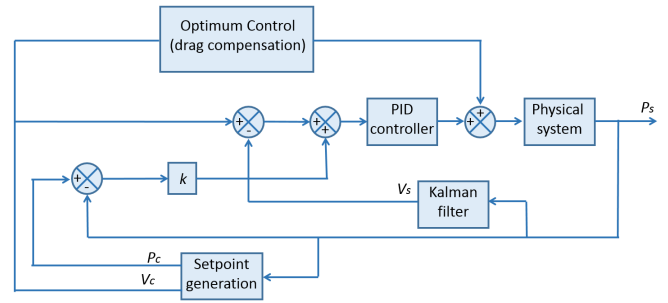 Optimum Control
(drag compensation)
+
Ps
+
-
+
+
PID
controller
+
+
Physical
system
+
-
k
Vs
Kalman
filter
Pc
Vc
Setpoint
generation